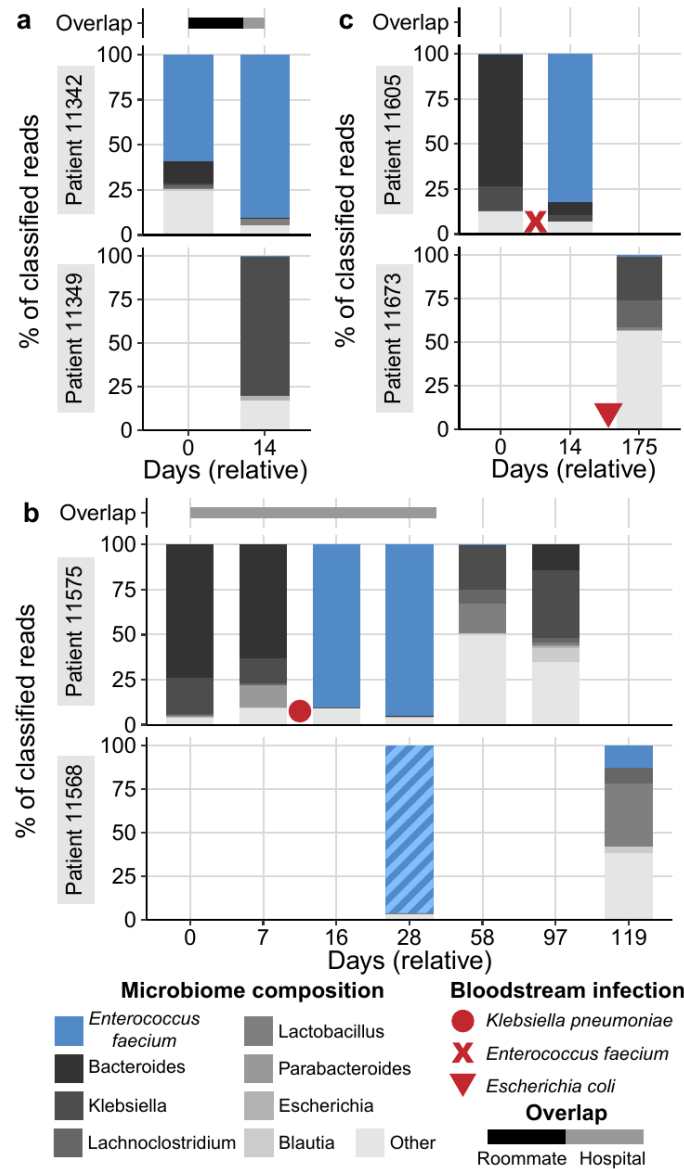 a
Overlap
% of classified reads
Patient 11342
100
75
50
25
0
Patient 11349
100
75
50
25
0
0 14
Days (relative)
c
Overlap
% of classified reads
Patient 11605
100
75
50
25
0
Patient 11673
100
75
50
25
0
0 14 175
Days (relative)
b
Overlap
% of classified reads
Patient 11575
100
75
50
25
0
Patient 11568
100
75
50
25
0
0 7 16 28 58 97 119
Days (relative)
Microbiome composition
Enterococcus
faecium
Bacteroides
Klebsiella
Lachnoclostridium
Lactobacillus
Parabacteroides
Escherichia
Blautia
Other
Bloodstream infection
Klebsiella pneumoniae
Enterococcus faecium
Escherichia coli
Overlap
Roommate Hospital